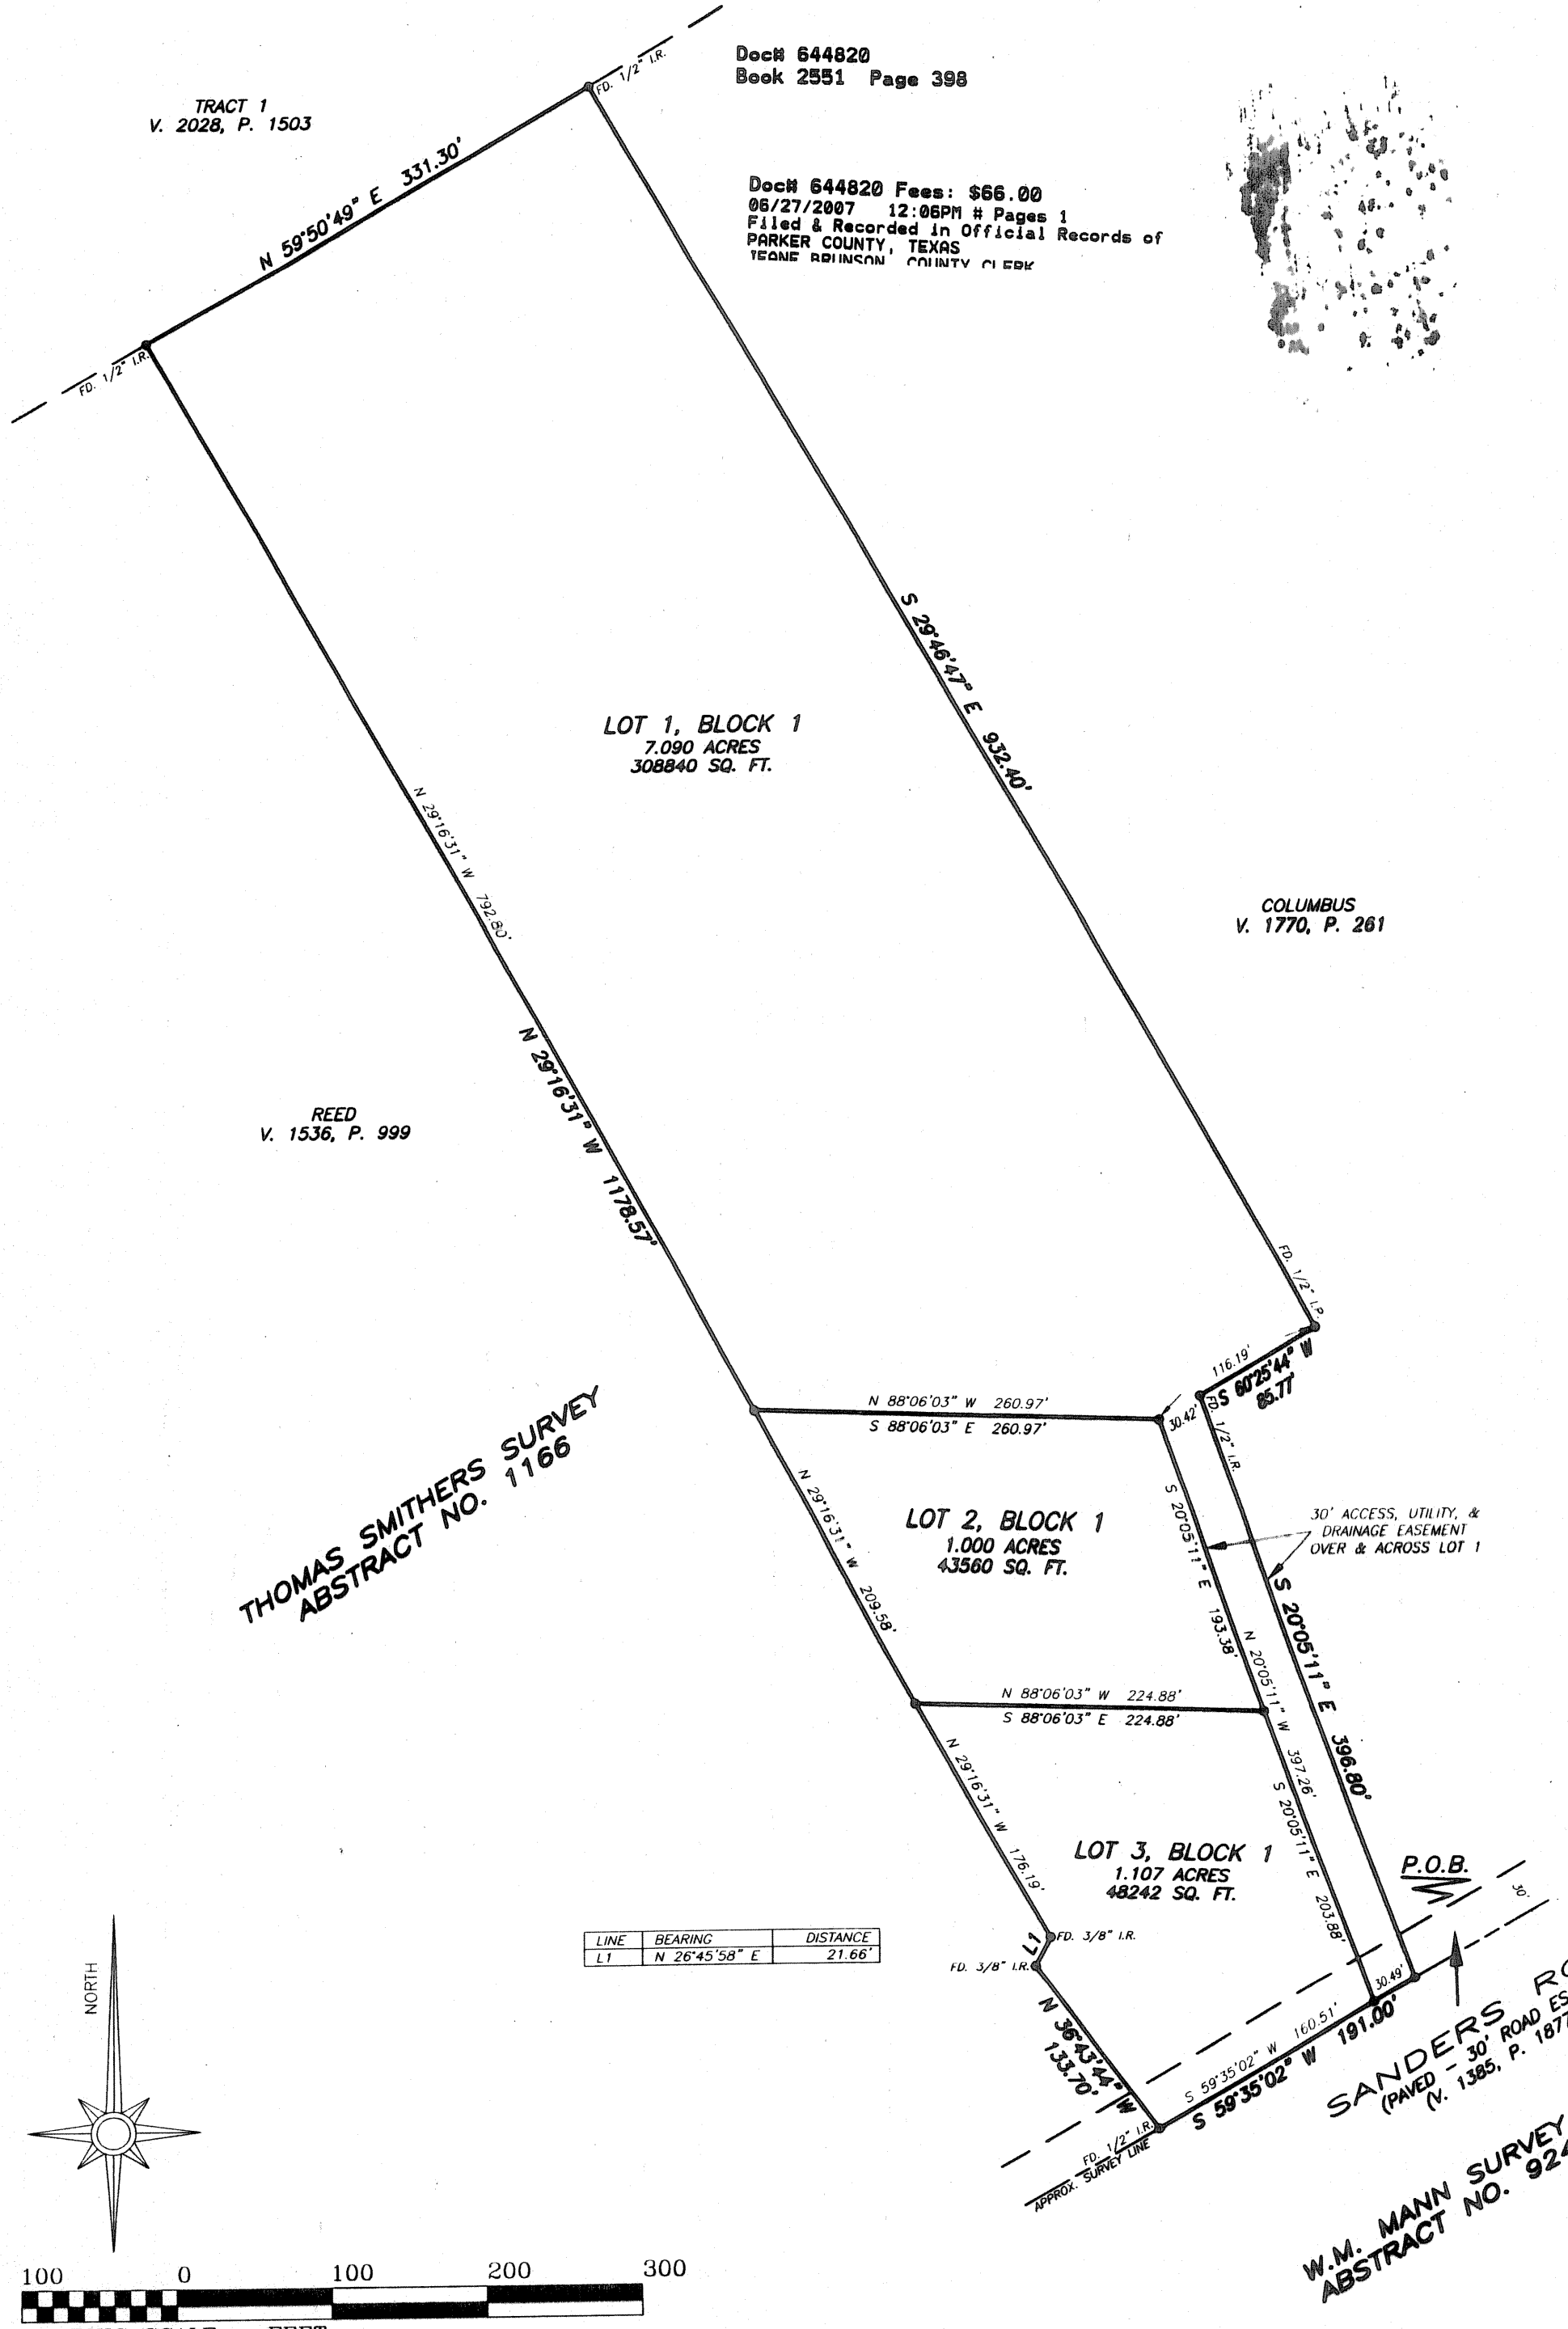 Doc# 644820
Book 2551 Page 398
FD. 1/2" I.R.
TRACT 1
V. 2028, P. 1503
N 59°50'49" E 331.30'
Doc# 644820 Fees: $66.00
06/27/2007 12:06PM # Pages 1
Filed & Recorded in Official Records of
PARKER COUNTY, TEXAS
JEANE BRUNSON, COUNTY CLERK
FD. 1/2" I.R.
S 29°46'47" E 932.40'
LOT 1, BLOCK 1
7.090 ACRES
308840 SQ. FT.
N 29°16'31" W 792.80'
COLUMBUS
V. 1770, P. 261
N 29°16'31" W 1178.57'
REED
V. 1536, P. 999
FD. 1/2" I.P.
116.19'
S 60°25'44" W
85.77'
30.42'
FD. 1/2" I.R.
N 88°06'03" W 260.97'
S 88°06'03" E 260.97'
THOMAS SMITHERS SURVEY
ABSTRACT NO. 1166
N 29°16'31" W 209.58'
LOT 2, BLOCK 1
1.000 ACRES
43560 SQ. FT.
S 20°05'11" E 193.38'
30' ACCESS, UTILITY, &
DRAINAGE EASEMENT
OVER & ACROSS LOT 1
S 20°05'11" E 396.80'
N 20°05'11" W 397.26'
N 88°06'03" W 224.88'
S 88°06'03" E 224.88'
N 29°16'31" W 176.19'
S 20°05'11" E 203.88'
LOT 3, BLOCK 1
1.107 ACRES
48242 SQ. FT.
P.O.B.
30'
LINE BEARING DISTANCE
L1 N 26°45'58" E 21.66'
L1
FD. 3/8" I.R.
FD. 3/8" I.R.
N 36°43'44" W
133.70'
30.49'
S 59°35'02" W 160.51'
S 59°35'02" W 191.00'
FD. 1/2" I.R.
APPROX. SURVEY LINE
SANDERS
(PAVED - 30' ROAD
(V. 1385, P. 1877
W.M. MANN SURVEY
ABSTRACT NO.
NORTH
100 0 100 200 300
FEET